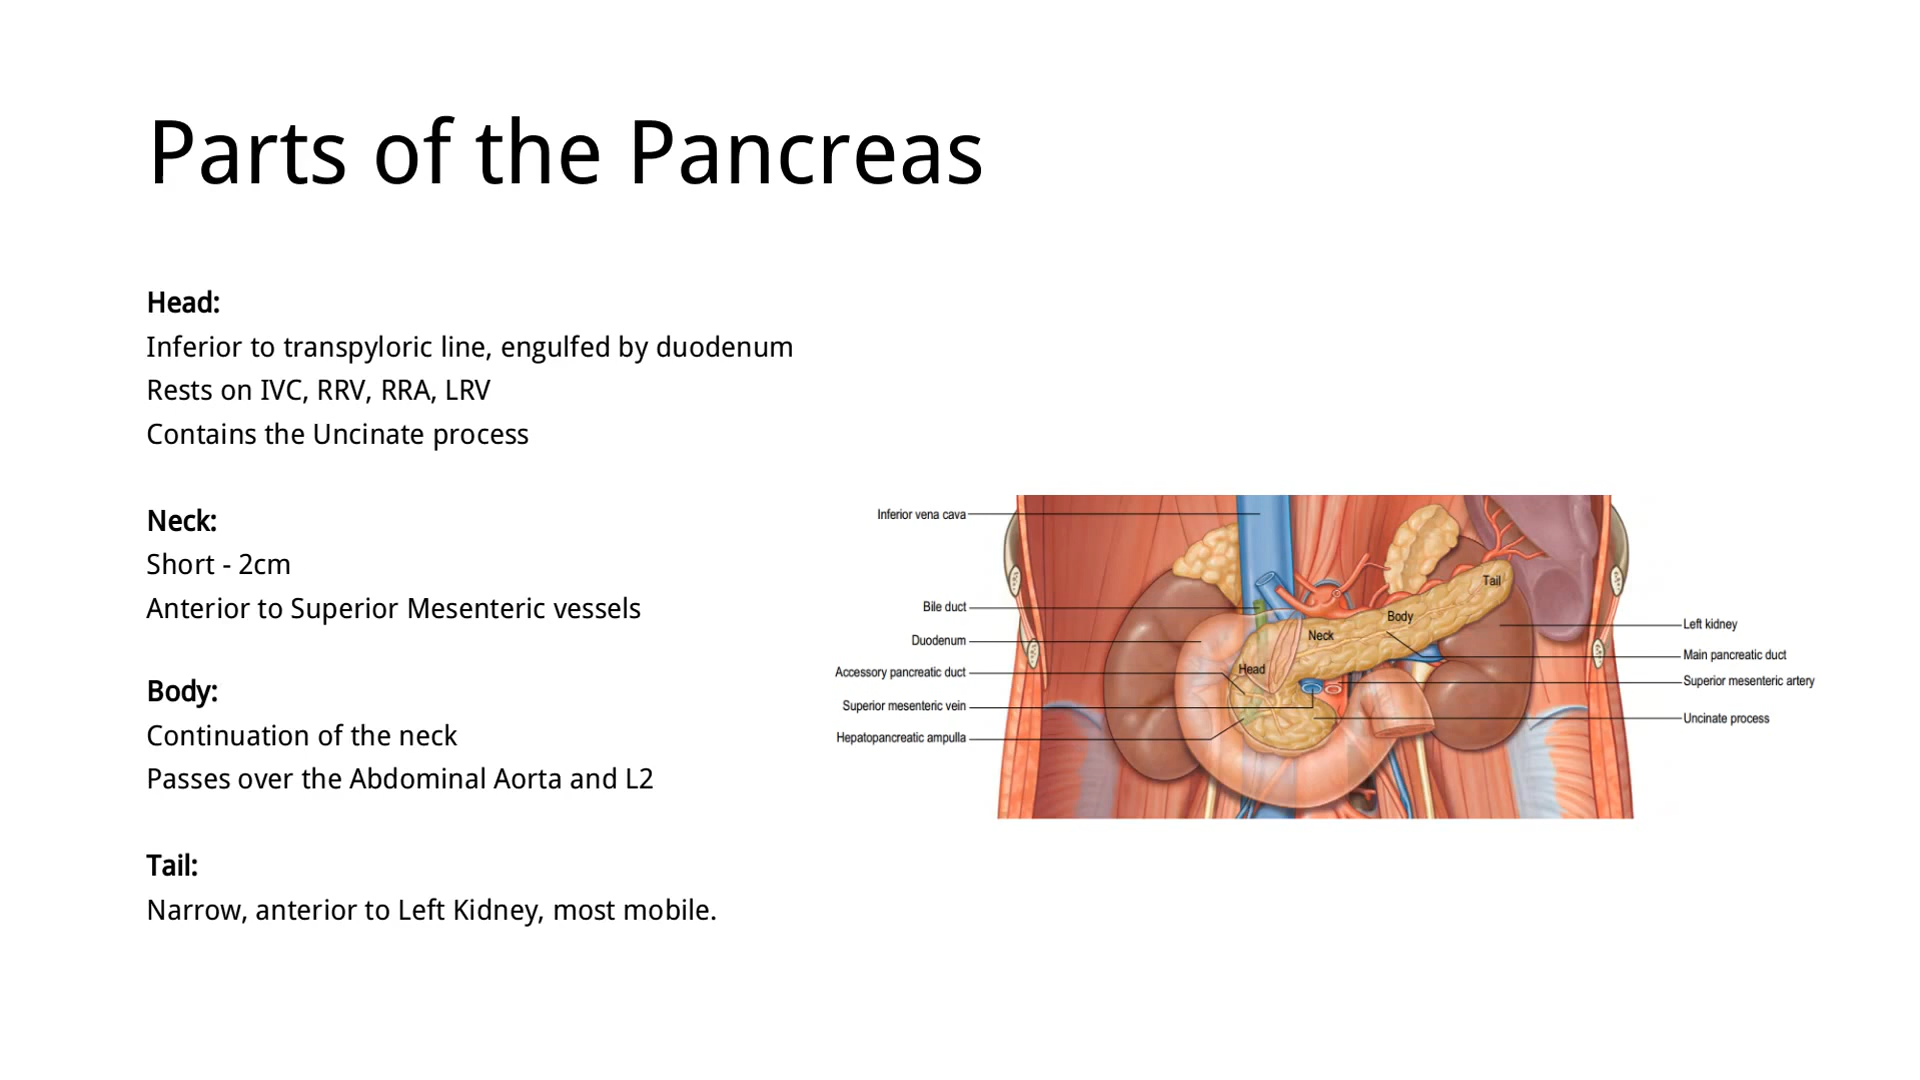 Parts of the Pancreas
Head:
Inferior to transpyloric line, engulfed by duodenum
Rests on IVC, RRV, RRA, LRV
Contains the Uncinate process
Neck:
Short - 2cm
Anterior to Superior Mesenteric vessels
Body:
Continuation of the neck
Passes over the Abdominal Aorta and L2
Tail:
Narrow, anterior to Left Kidney, most mobile.
Inferior vena cava
Bile duct
Duodenum
Accessory pancreatic duct
Superior mesenteric vein
Hepatopancreatic ampulla
Head
Neck
Body
Tail
Left kidney
Main pancreatic duct
Superior mesenteric artery
Uncinate process